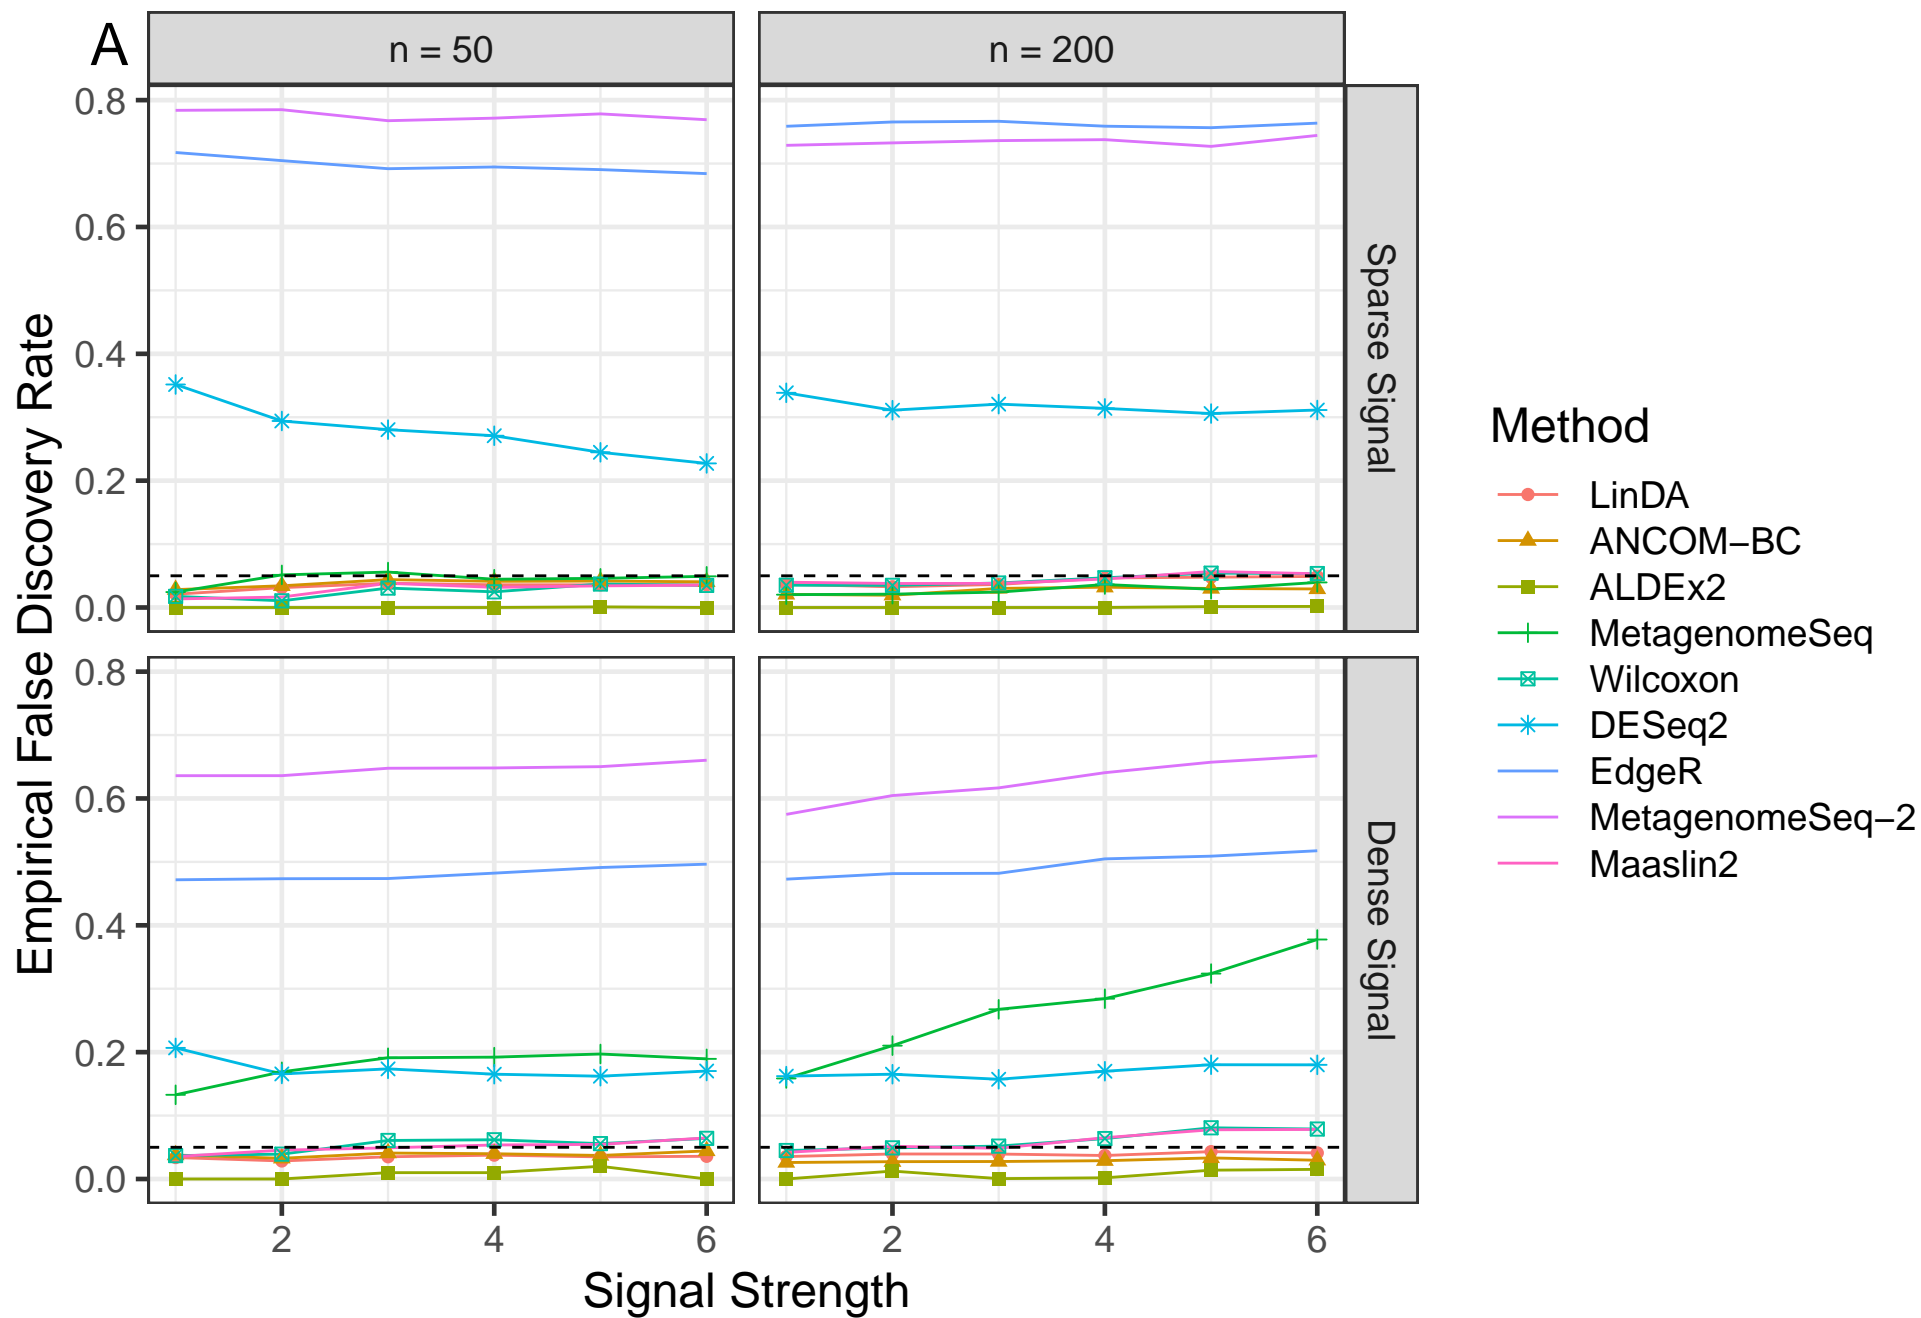 A
n = 50
n = 200
Empirical False Discovery Rate
0.8
0.6
0.4
0.2
0.0
Sparse Signal
0.8
0.6
0.4
0.2
0.0
Dense Signal
2
4
6
2
4
6
Signal Strength
Method
LinDA
ANCOM−BC
ALDEx2
MetagenomeSeq
Wilcoxon
DESeq2
EdgeR
MetagenomeSeq−2
Maaslin2